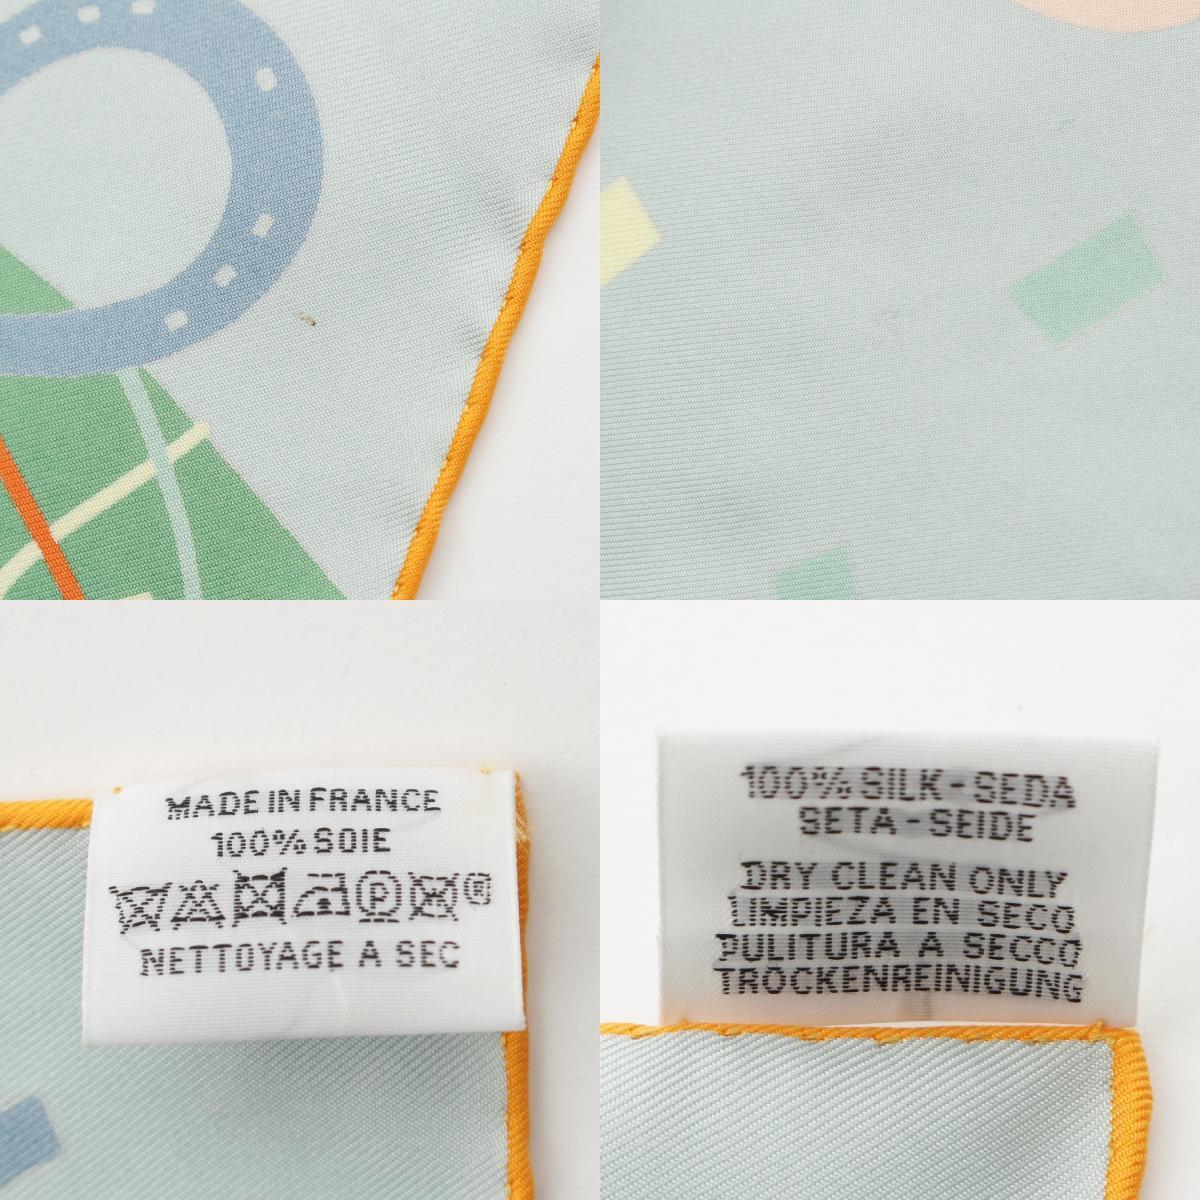 MADE IN FRANCE
100% SOIE
P ®
NETTOYAGE A SEC
100% SILK - SEDA
SETA - SEIDE
DRY CLEAN ONLY
LIMPIEZA EN SECO
PULITURA A SECCO
TROCKENREINIGUNG